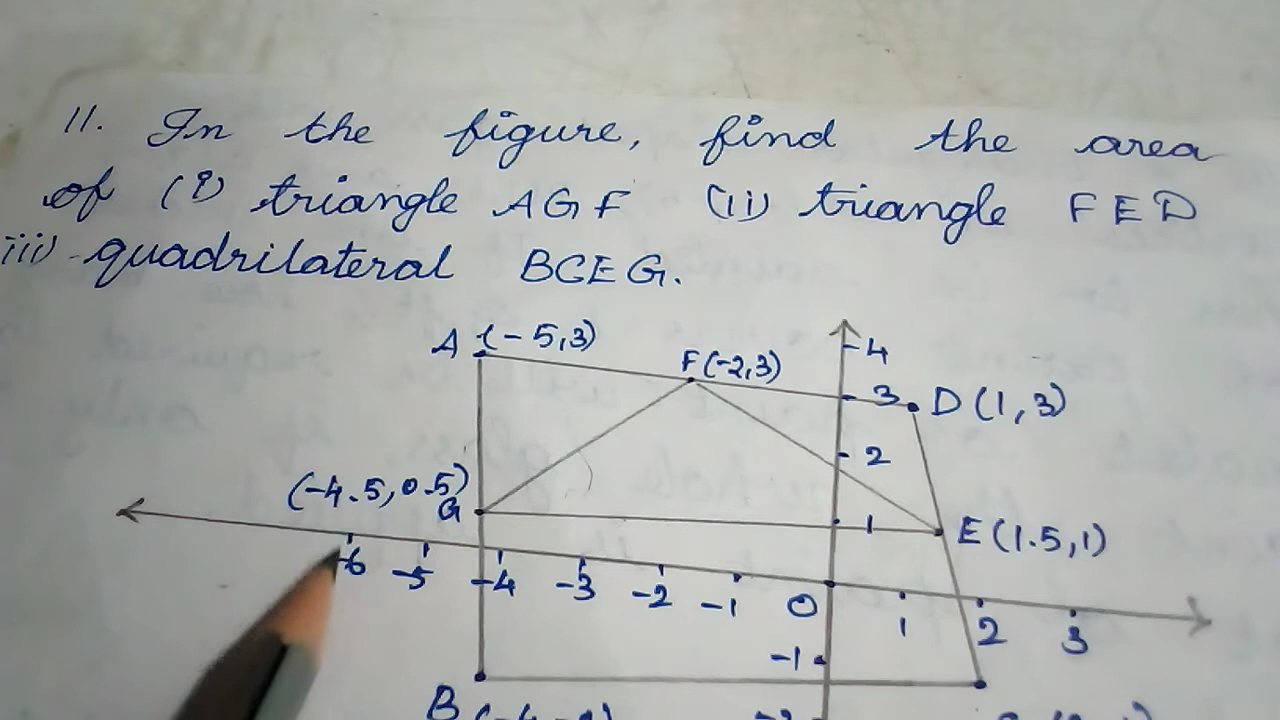 11. In the figure, find the area
of (i) triangle AGF (ii) triangle FED
iii) quadrilateral BCEG.
A (-5,3)
F(-2,3)
4
3 D (1,3)
2
(-4.5, 0.5)
G
1 E (1.5,1)
-6 -5 -4 -3 -2 -1 O 1 2 3
-1
B